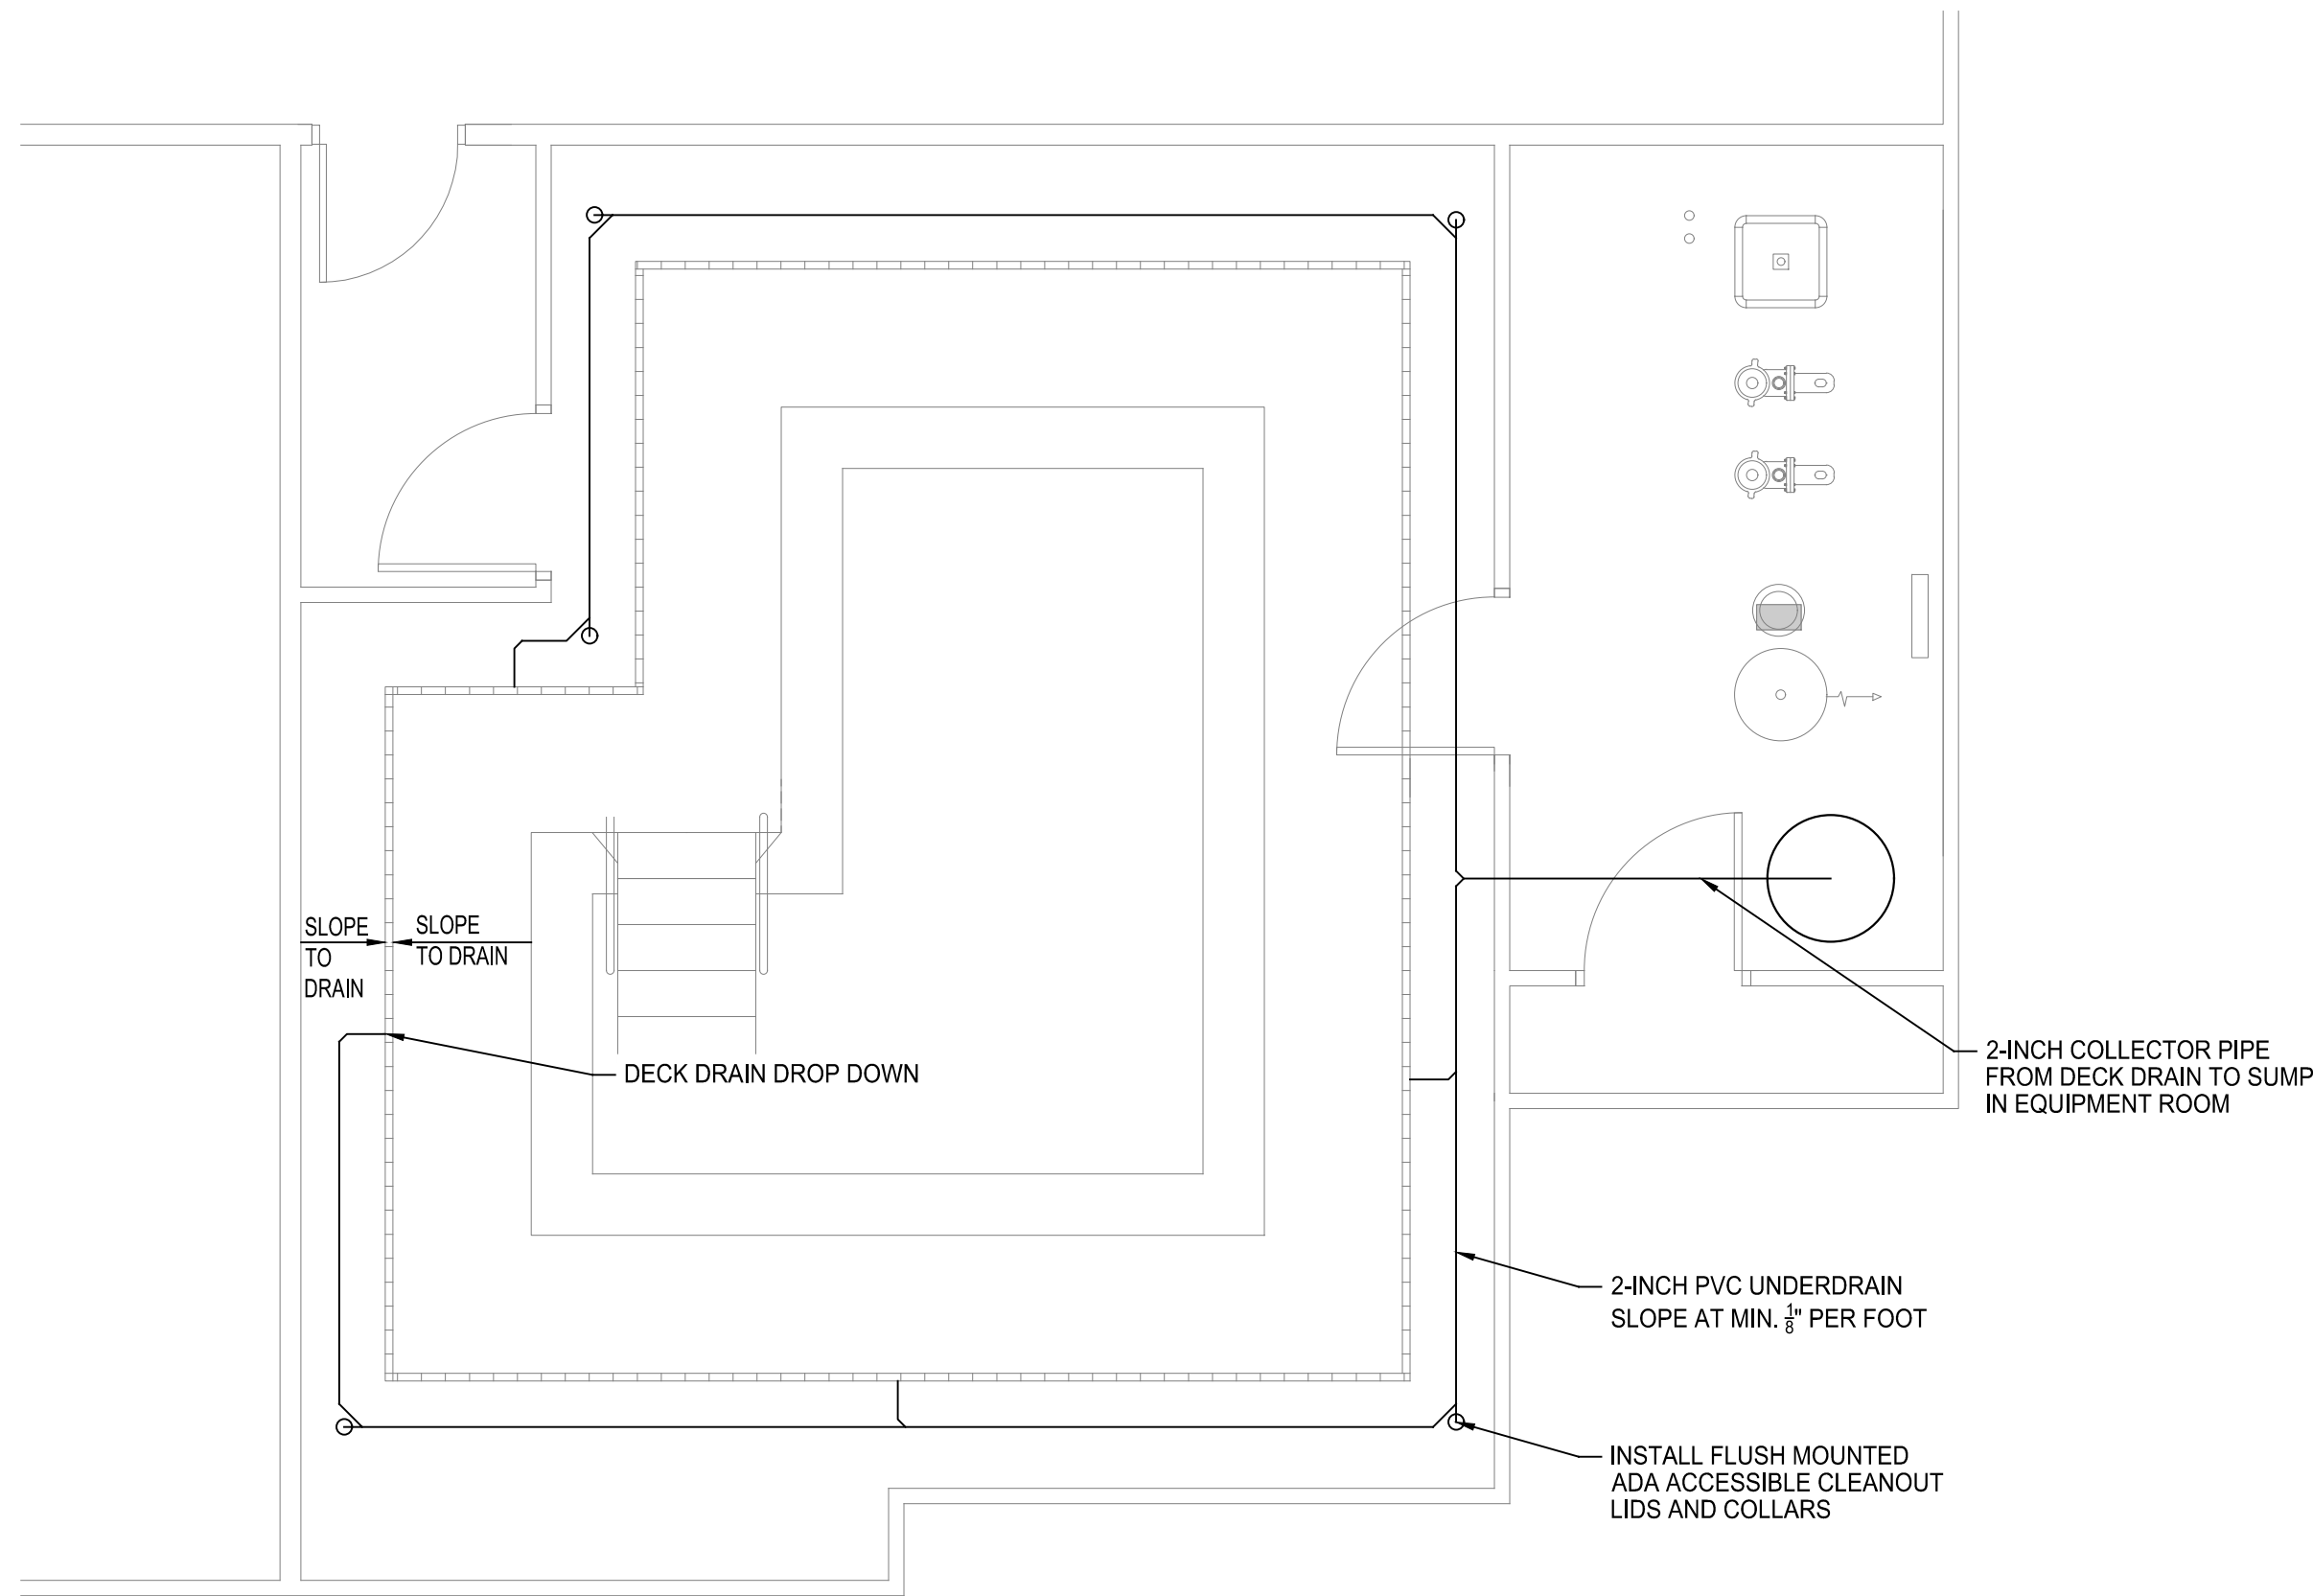 SLOPE
TO
DRAIN
SLOPE
TO DRAIN
DECK DRAIN DROP DOWN
2-INCH COLLECTOR PIPE
FROM DECK DRAIN TO SUMP
IN EQUIPMENT ROOM
2-INCH PVC UNDERDRAIN
SLOPE AT MIN. 1/8" PER FOOT
INSTALL FLUSH MOUNTED
ADA ACCESSIBLE CLEANOUT
LIDS AND COLLARS